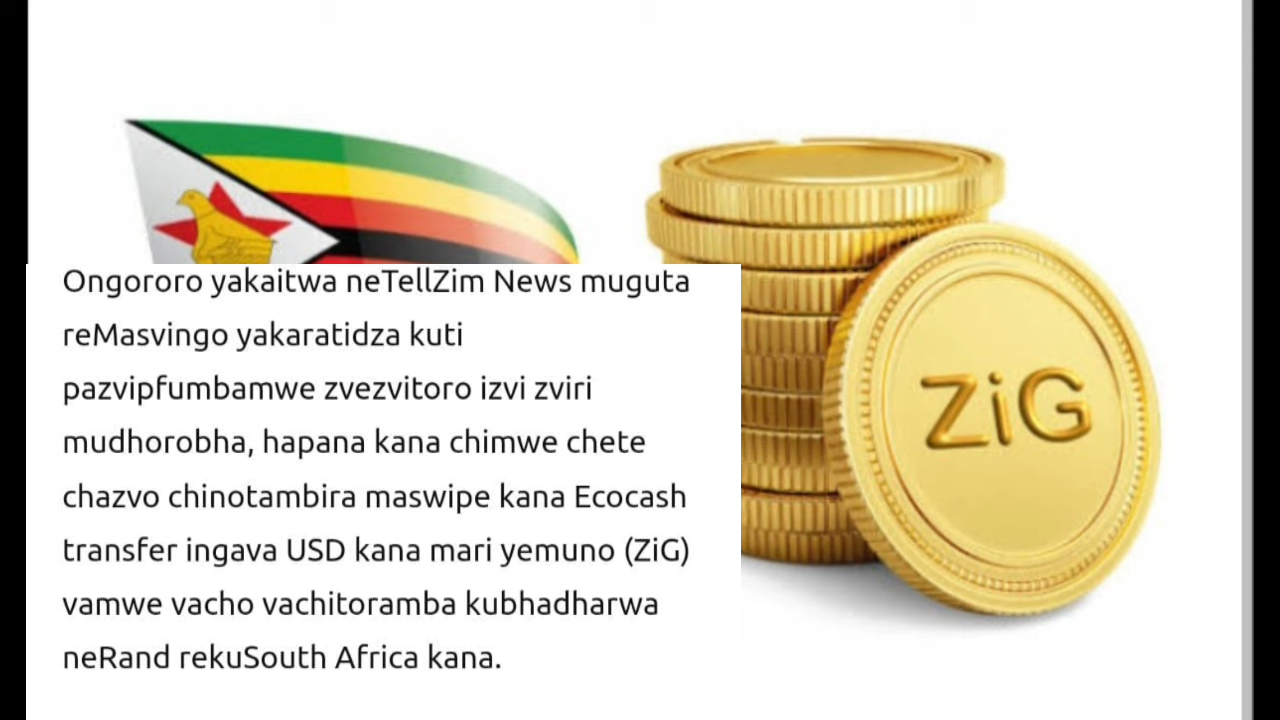 Ongororo yakaitwa neTellZim News muguta
reMasvingo yakaratidza kuti
pazvipfumbamwe zvezvitoro izvi zviri
mudhorobha, hapana kana chimwe chete
chazvo chinotambira maswipe kana Ecocash
transfer ingava USD kana mari yemuno (ZiG)
vamwe vacho vachitoramba kubhadharwa
neRand rekuSouth Africa kana.
ZiG